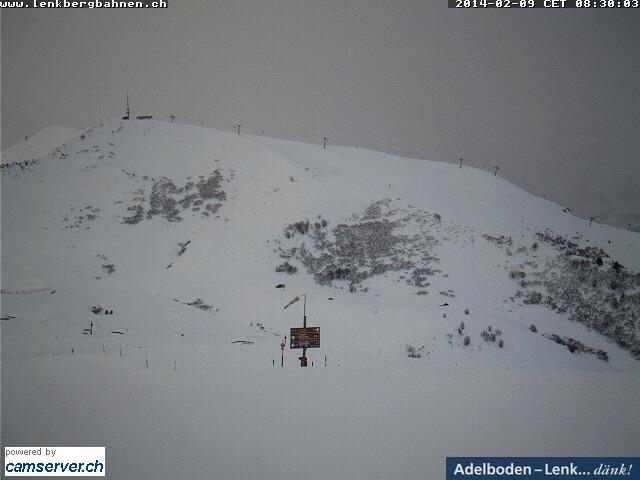 www.lenkbergbahnen.ch
2014-02-09 CET 08:30:03
powered by
camserver.ch
Adelboden – Lenk... dänk!